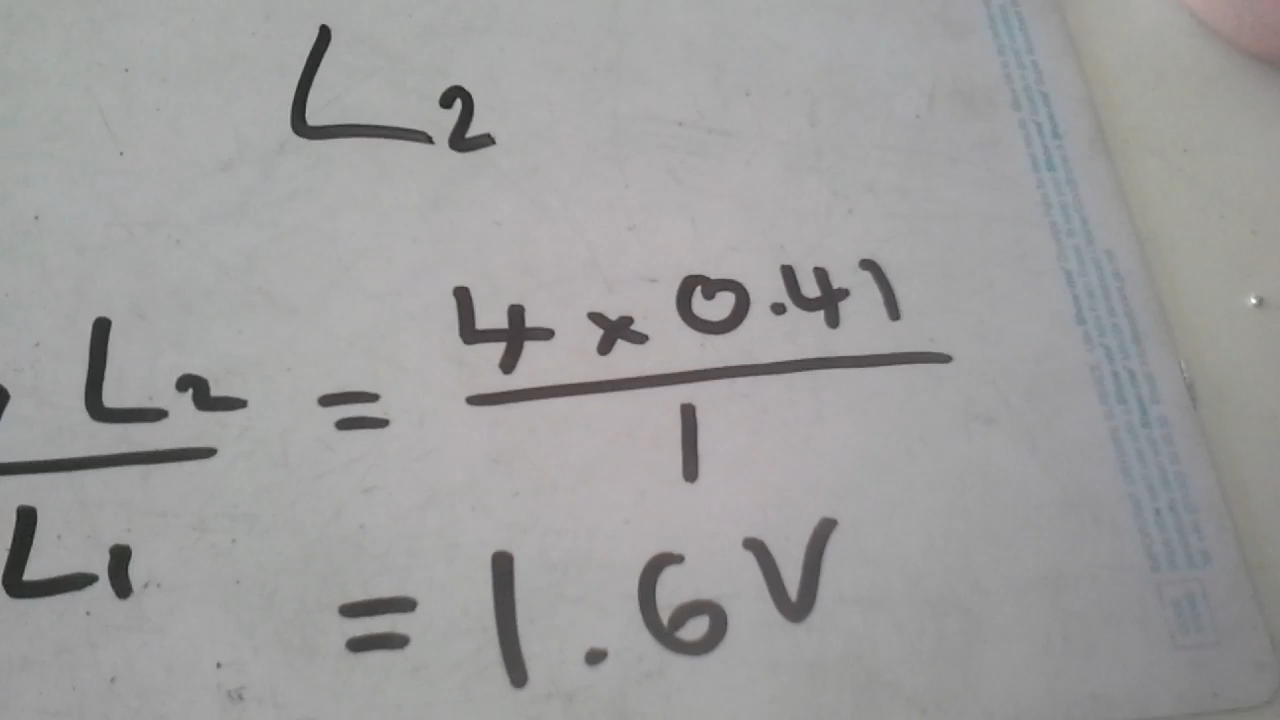 L₂
L₂ = 4 × 0.41
L₁ 1
= 1.6V